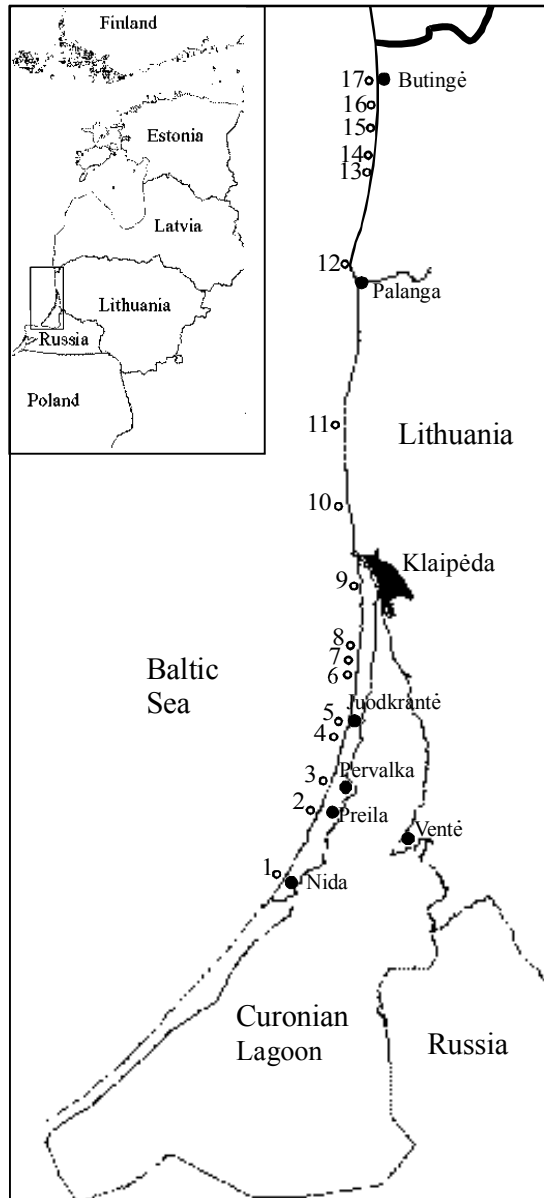 Finland
Estonia
Latvia
Lithuania
Russia
Poland
17
Butingė
16
15
14
13
12
Palanga
11
Lithuania
10
Klaipėda
9
8
7
6
Baltic
Sea
Juodkrantė
5
4
3
Pervalka
2
Preila
Ventė
1
Nida
Curonian
Lagoon
Russia